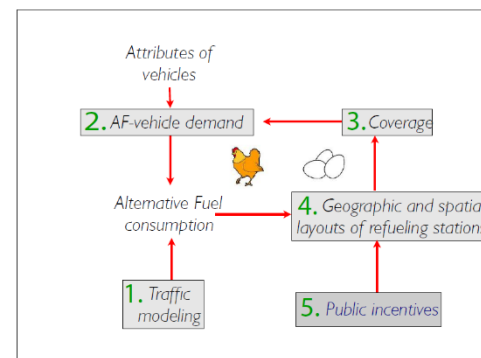 Attributes of
vehicles
2. AF-vehicle demand
3. Coverage
Alternative Fuel
consumption
4. Geographic and spatia
layouts of refueling stations
1. Traffic
modeling
5. Public incentives